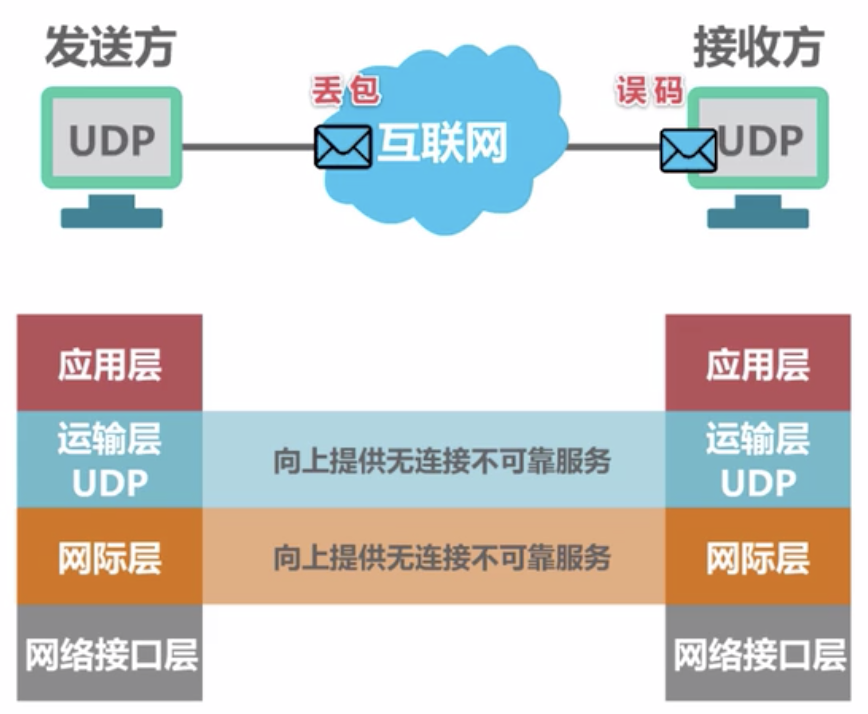 发送方
接收方
丢包
误码
UDP
互联网
UDP
应用层
应用层
运输层
UDP
向上提供无连接不可靠服务
运输层
UDP
网际层
向上提供无连接不可靠服务
网际层
网络接口层
网络接口层